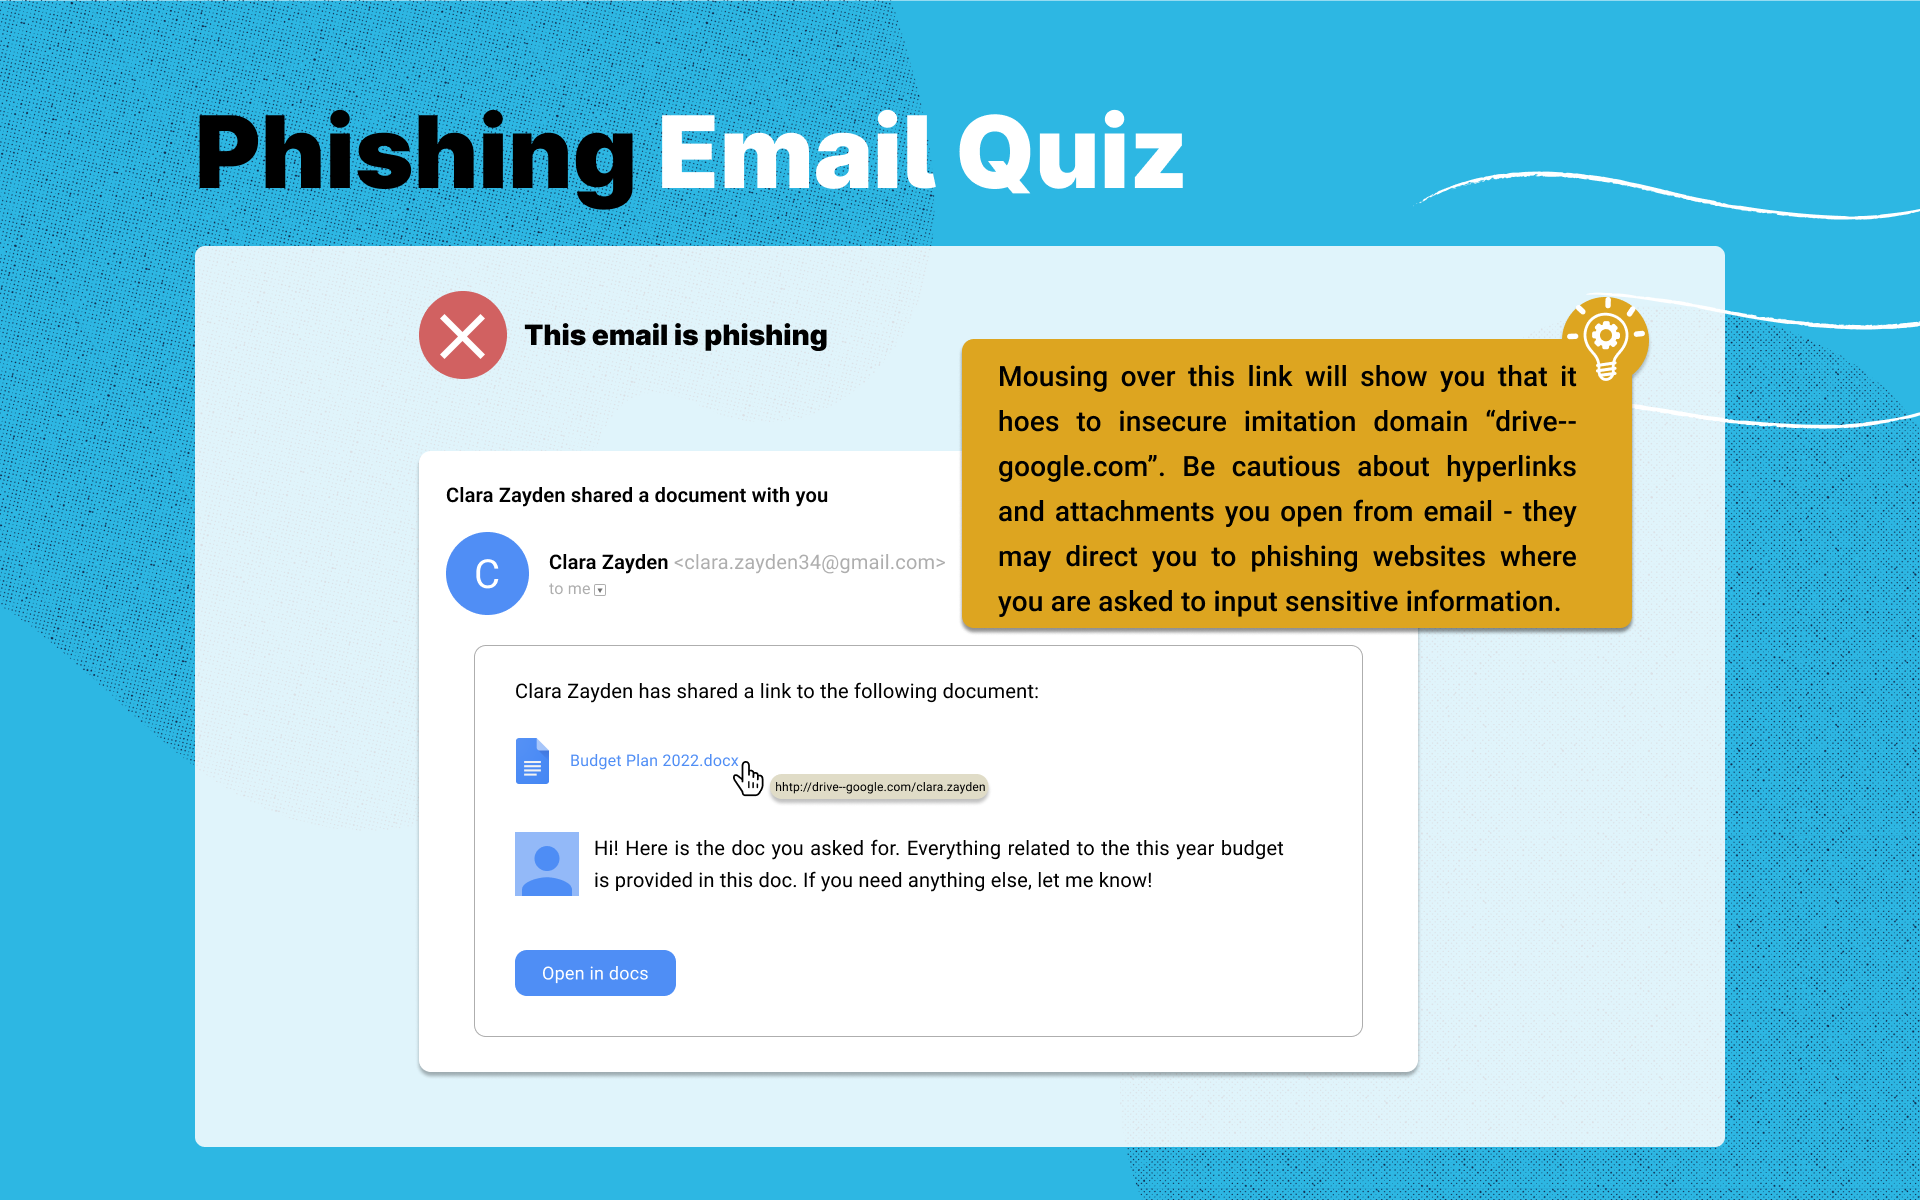 Phishing Email Quiz
This email is phishing
Mousing over this link will show you that it
hoes to insecure imitation domain “drive--
google.com”. Be cautious about hyperlinks
and attachments you open from email - they
may direct you to phishing websites where
you are asked to input sensitive information.
Clara Zayden shared a document with you
C
Clara Zayden <clara.zayden34@gmail.com>
to me
Clara Zayden has shared a link to the following document:
Budget Plan 2022.docx
hhtp://drive--google.com/clara.zayden
Hi! Here is the doc you asked for. Everything related to the this year budget
is provided in this doc. If you need anything else, let me know!
Open in docs